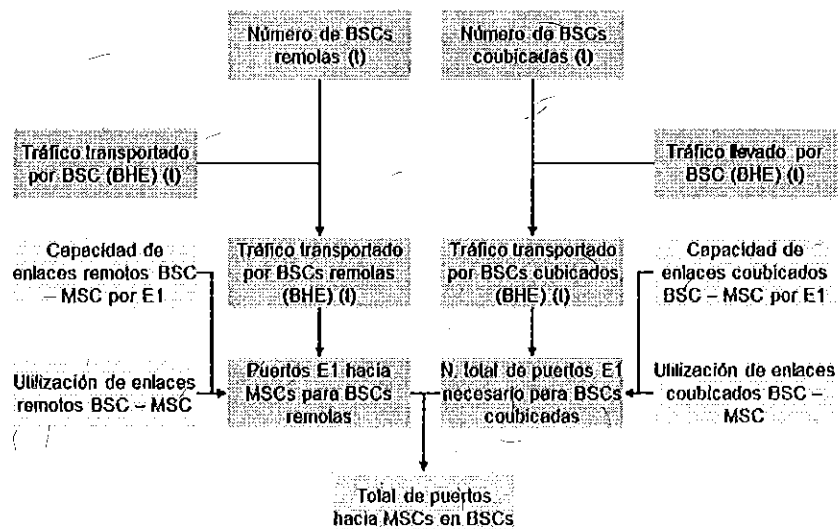 Número de BSCs
remolas (t)
Número de BSCs
coubicadas (t)
Tráfico transportado
por BSC (BHE) (t)
Tráfico llevado por
BSC (BHE) (t)
Capacidad de
enlaces remotos BSC
– MSC por E1
Tráfico transportado
por BSCs remolas
(BHE) (t)
Tráfico transportado
por BSCs cubicados
(BHE) (t)
Capacidad de
enlaces coubicados
BSC – MSC por E1
Utilización de enlaces
remotos BSC – MSC
Puertos E1 hacia
MSCs para BSCs
remolas
N. total de puertos E1
necesario para BSCs
coubicadas
Utilización de enlaces
coubicados BSC –
MSC
Total de puertos
hacia MSCs en BSCs